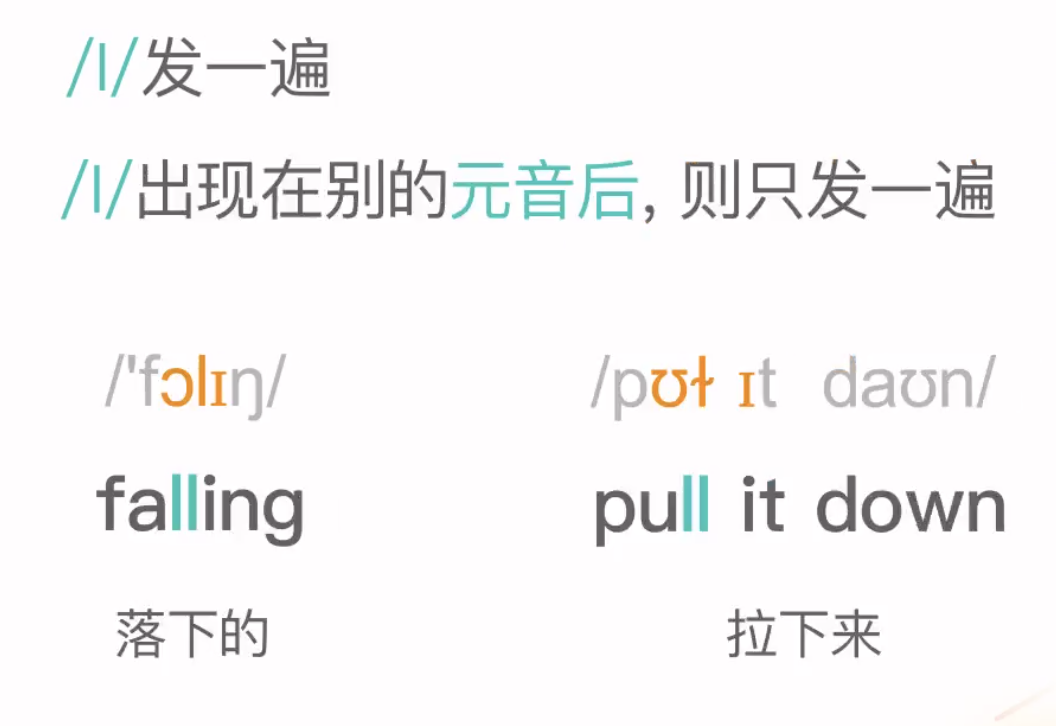 /l/发一遍
/l/出现在别的元音后, 则只发一遍
/'fɔlɪŋ/ /pʊɫ ɪt daʊn/
falling pull it down
落下的 拉下来